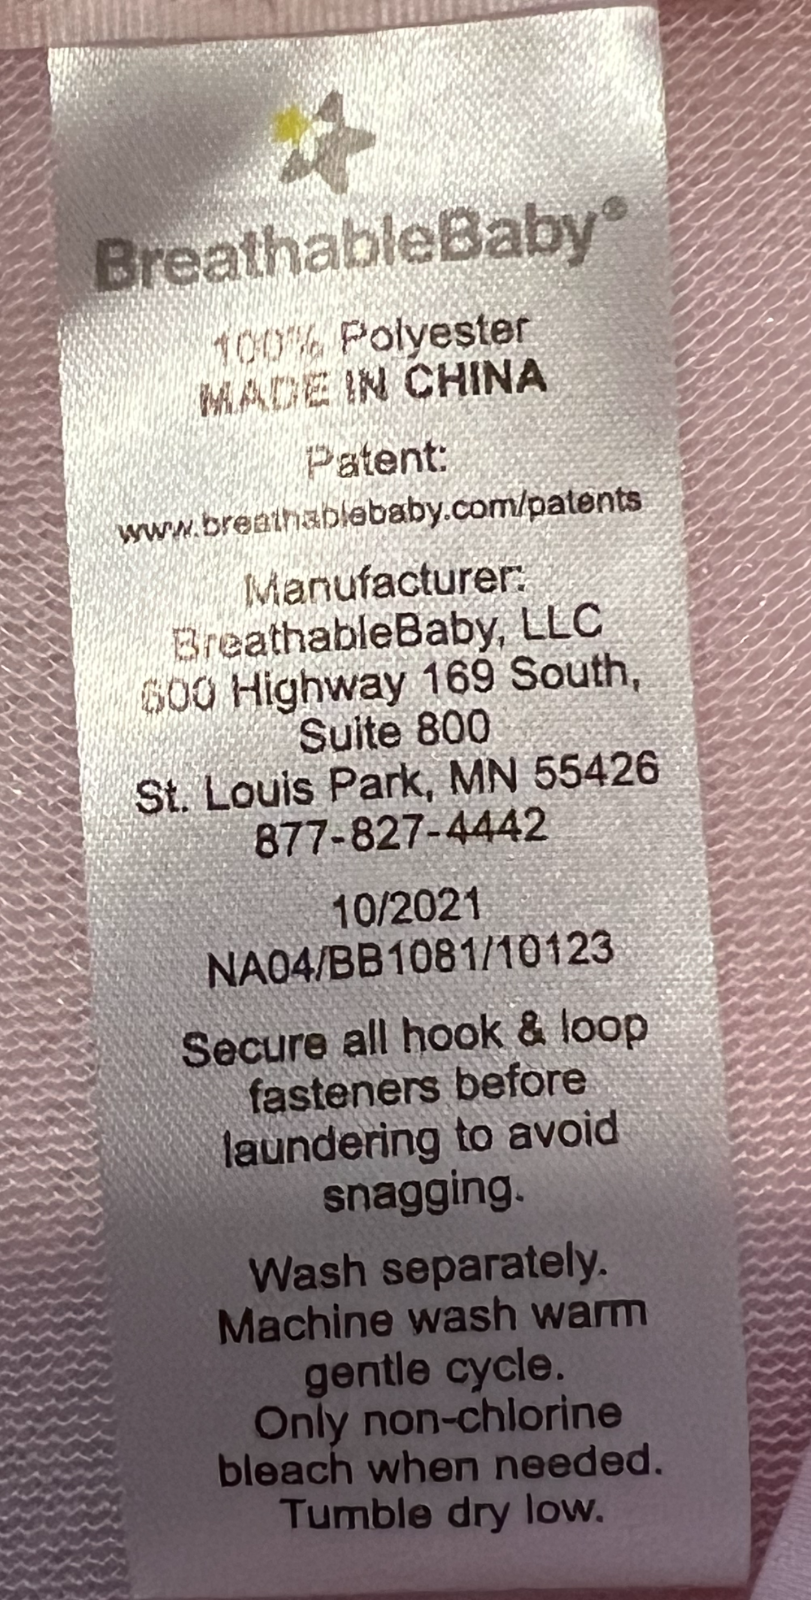 BreathableBaby®
100% Polyester
MADE IN CHINA
Patent:
www.breathablebaby.com/patents
Manufacturer:
BreathableBaby, LLC
600 Highway 169 South,
Suite 800
St. Louis Park, MN 55426
877-827-4442
10/2021
NA04/BB1081/10123
Secure all hook & loop
fasteners before
laundering to avoid
snagging.
Wash separately.
Machine wash warm
gentle cycle.
Only non-chlorine
bleach when needed.
Tumble dry low.